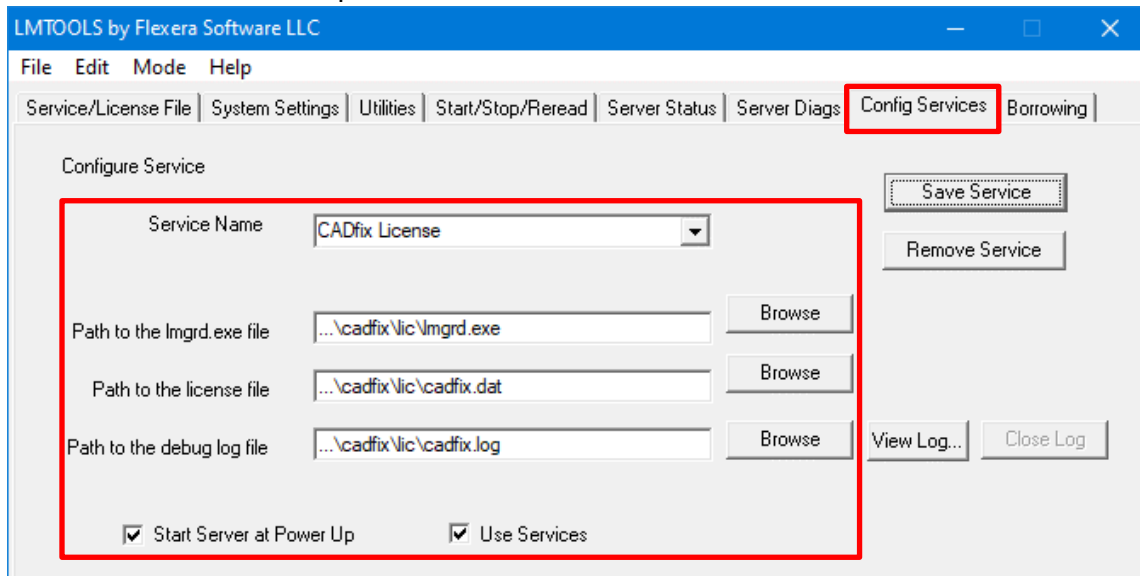 LMTOOLS by Flexera Software LLC
File Edit Mode Help
Service/License File System Settings Utilities Start/Stop/Reread Server Status Server Diags Config Services Borrowing
Configure Service
Save Service
Service Name CADfix License
Remove Service
Path to the lmgrd.exe file ...\cadfix\lic\lmgrd.exe Browse
Path to the license file ...\cadfix\lic\cadfix.dat Browse
Path to the debug log file ...\cadfix\lic\cadfix.log Browse View Log... Close Log
Start Server at Power Up Use Services